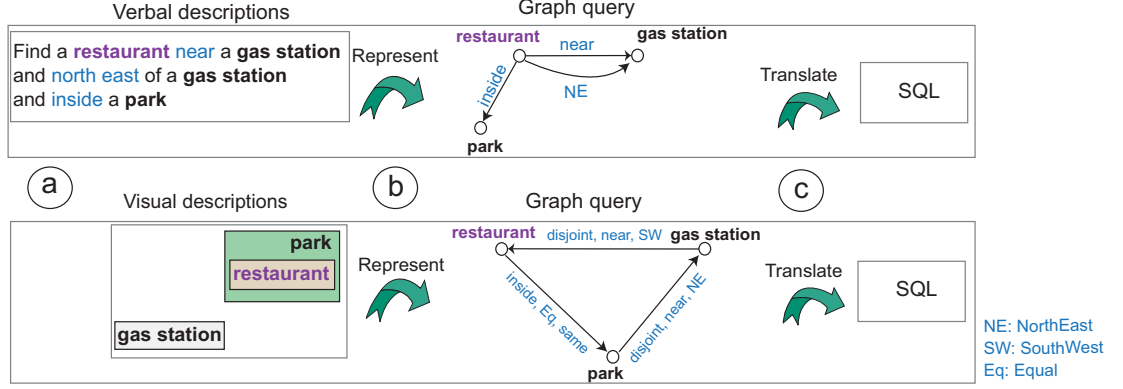 Verbal descriptions
Graph query
Find a restaurant near a gas station
and north east of a gas station
and inside a park
Represent
restaurant
near
gas station
inside
NE
park
Translate
SQL
a
b
c
Visual descriptions
Graph query
park
restaurant
gas station
Represent
restaurant
disjoint, near, SW
gas station
inside, Eq, same
disjoint, near, NE
park
Translate
SQL
NE: NorthEast
SW: SouthWest
Eq: Equal